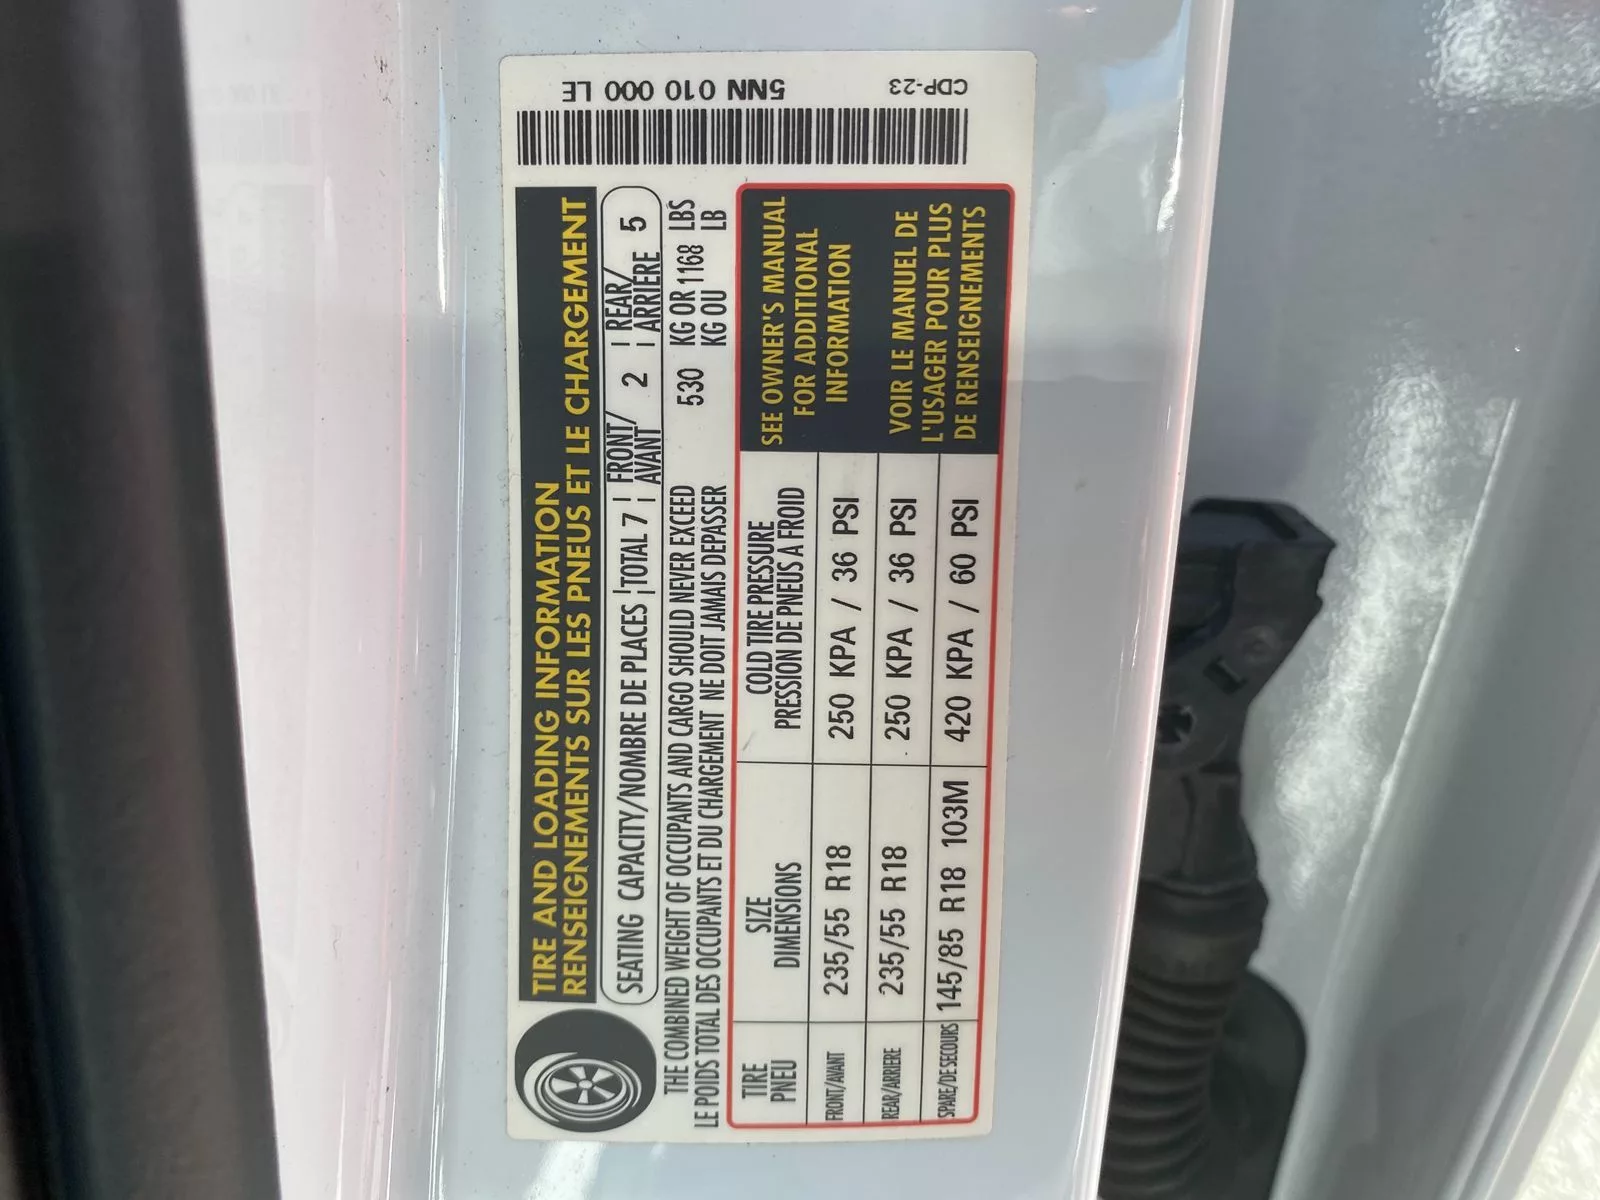 TIRE AND LOADING INFORMATION
RENSEIGNEMENTS SUR LES PNEUS ET LE CHARGEMENT
SEATING CAPACITY/NOMBRE DE PLACES | TOTAL 7 | FRONT/AVANT 2 | REAR/ARRIERE 5
THE COMBINED WEIGHT OF OCCUPANTS AND CARGO SHOULD NEVER EXCEED 530 KG OR 1168 LBS
LE POIDS TOTAL DES OCCUPANTS ET DU CHARGEMENT NE DOIT JAMAIS DEPASSER KG OU LB
TIRE PNEU SIZE DIMENSIONS COLD TIRE PRESSURE PRESSION DE PNEUS A FROID
FRONT/AVANT 235/55 R18 250 KPA / 36 PSI
REAR/ARRIERE 235/55 R18 250 KPA / 36 PSI
SPARE/DE SECOURS 145/85 R18 103M 420 KPA / 60 PSI
SEE OWNER'S MANUAL
FOR ADDITIONAL
INFORMATION
VOIR LE MANUEL DE
L'USAGER POUR PLUS
DE RENSEIGNEMENTS
CDP-23 5NN 010 000 LE